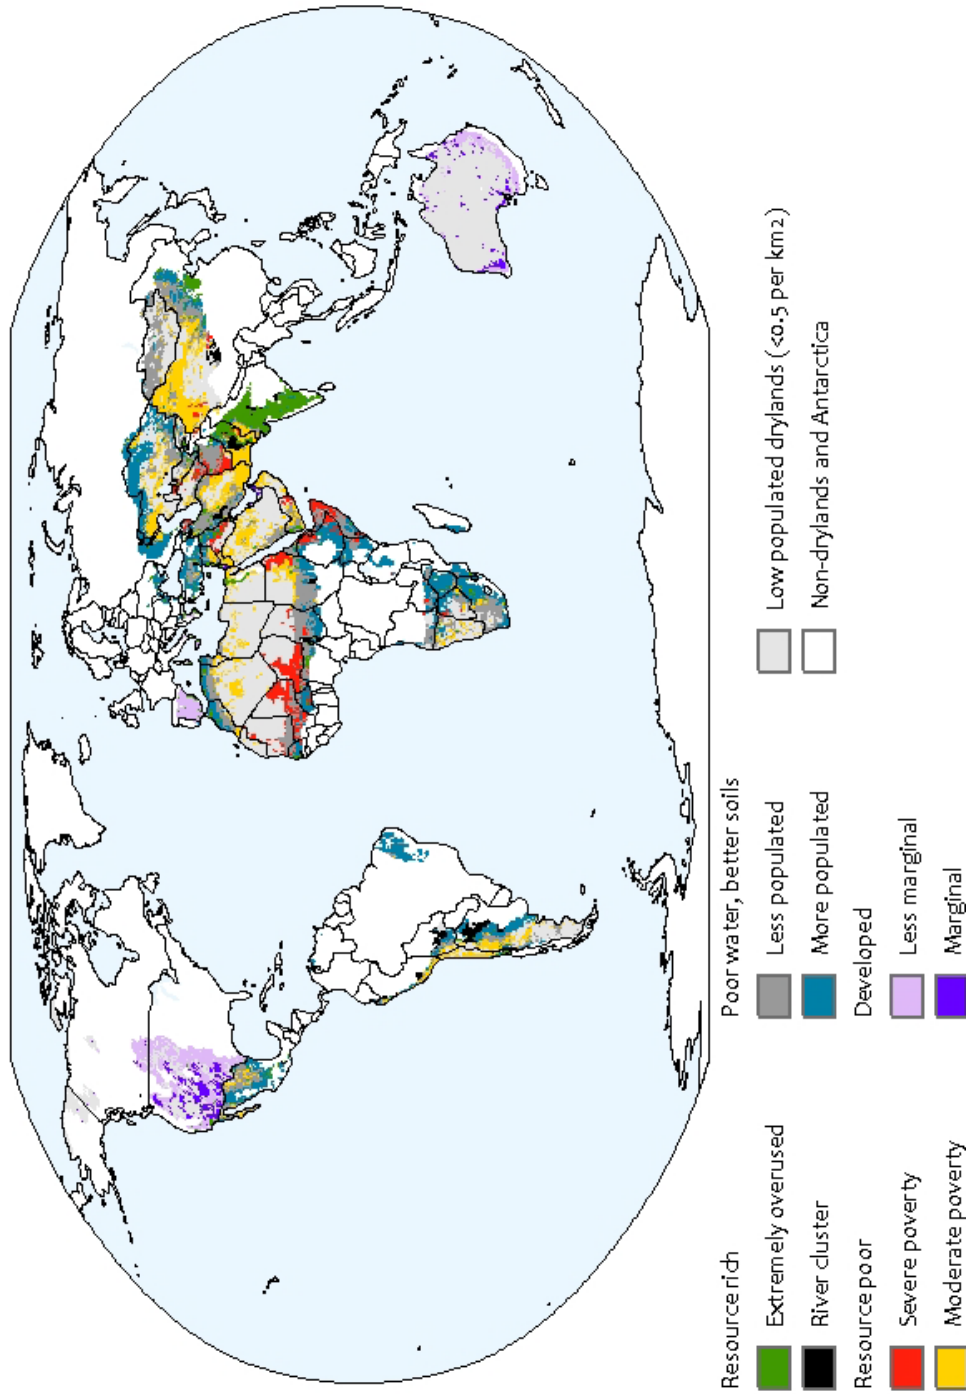 Resource rich
Extremely overused
River cluster
Resource poor
Severe poverty
Moderate poverty
Poor water, better soils
Less populated
More populated
Developed
Less marginal
Marginal
Low populated drylands (<0.5 per km2)
Non-drylands and Antarctica